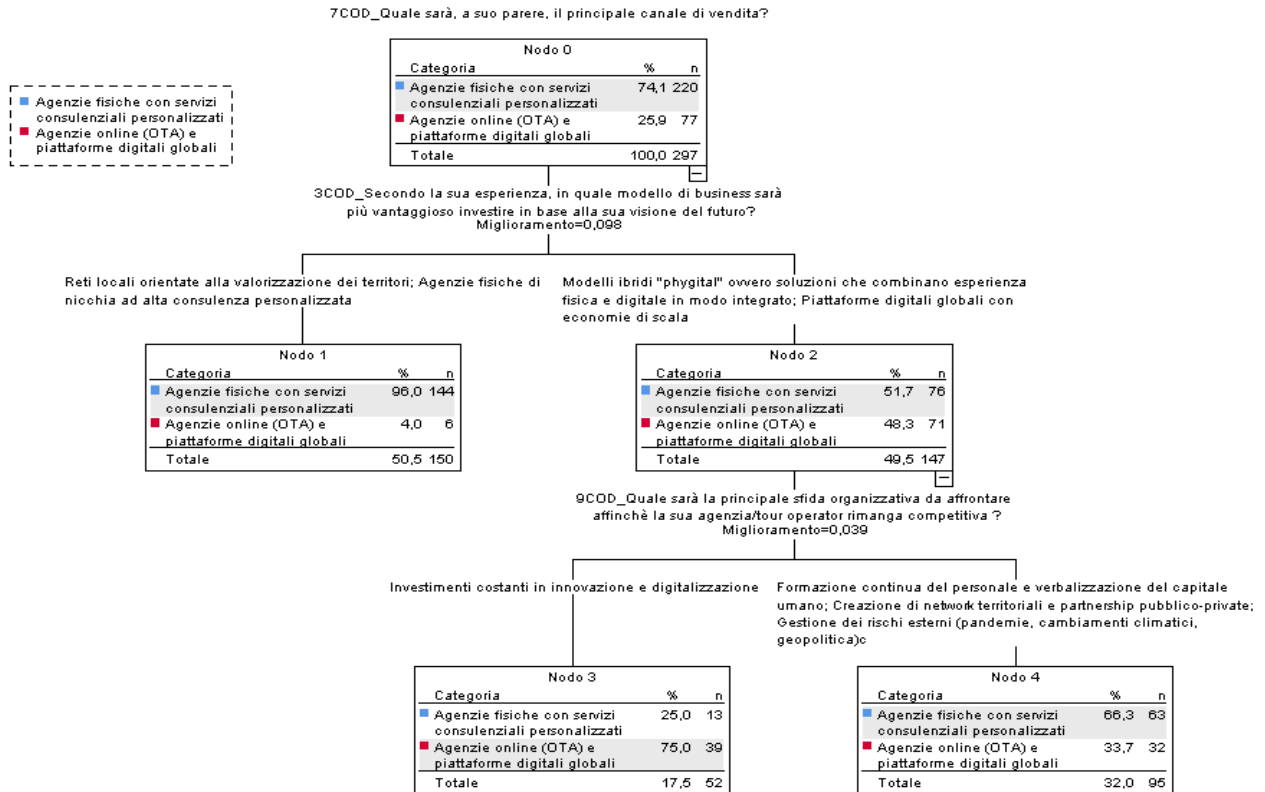 7COD_Quale sarà, a suo parere, il principale canale di vendita?
Agenzie fisiche con servizi
consulenziali personalizzati
Agenzie online (OTA) e
piattaforme digitali globali
Nodo 0
Categoria % n
Agenzie fisiche con servizi 74,1 220
consulenziali personalizzati
Agenzie online (OTA) e 25,9 77
piattaforme digitali globali
Totale 100,0 297
3COD_Secondo la sua esperienza, in quale modello di business sarà
più vantaggioso investire in base alla sua visione del futuro?
Miglioramento=0,098
Reti locali orientate alla valorizzazione dei territori; Agenzie fisiche di
nicchia ad alta consulenza personalizzata
Modelli ibridi "phygital" ovvero soluzioni che combinano esperienza
fisica e digitale in modo integrato; Piattaforme digitali globali con
economie di scala
Nodo 1
Categoria % n
Agenzie fisiche con servizi 96,0 144
consulenziali personalizzati
Agenzie online (OTA) e 4,0 6
piattaforme digitali globali
Totale 50,5 150
Nodo 2
Categoria % n
Agenzie fisiche con servizi 51,7 76
consulenziali personalizzati
Agenzie online (OTA) e 48,3 71
piattaforme digitali globali
Totale 49,5 147
9COD_Quale sarà la principale sfida organizzativa da affrontare
affinchè la sua agenzia/tour operator rimanga competitiva ?
Miglioramento=0,039
Investimenti costanti in innovazione e digitalizzazione
Formazione continua del personale e verbalizzazione del capitale
umano; Creazione di network territoriali e partnership pubblico-private;
Gestione dei rischi esterni (pandemie, cambiamenti climatici,
geopolitica)c
Nodo 3
Categoria % n
Agenzie fisiche con servizi 25,0 13
consulenziali personalizzati
Agenzie online (OTA) e 75,0 39
piattaforme digitali globali
Totale 17,5 52
Nodo 4
Categoria % n
Agenzie fisiche con servizi 66,3 63
consulenziali personalizzati
Agenzie online (OTA) e 33,7 32
piattaforme digitali globali
Totale 32,0 95